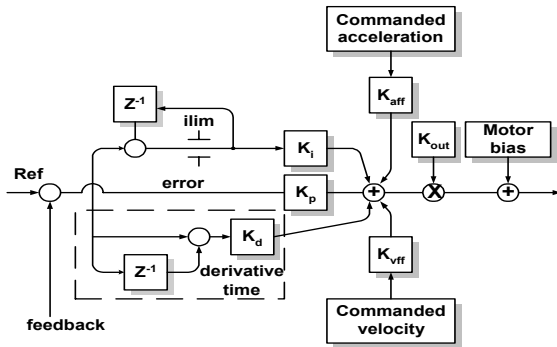 Commanded
acceleration
Z-1
ilim
Kaff
Kout
Motor
bias
Ki
Ref
error
Kp
+
X
+
Kd
Z-1
derivative
time
Kvff
feedback
Commanded
velocity